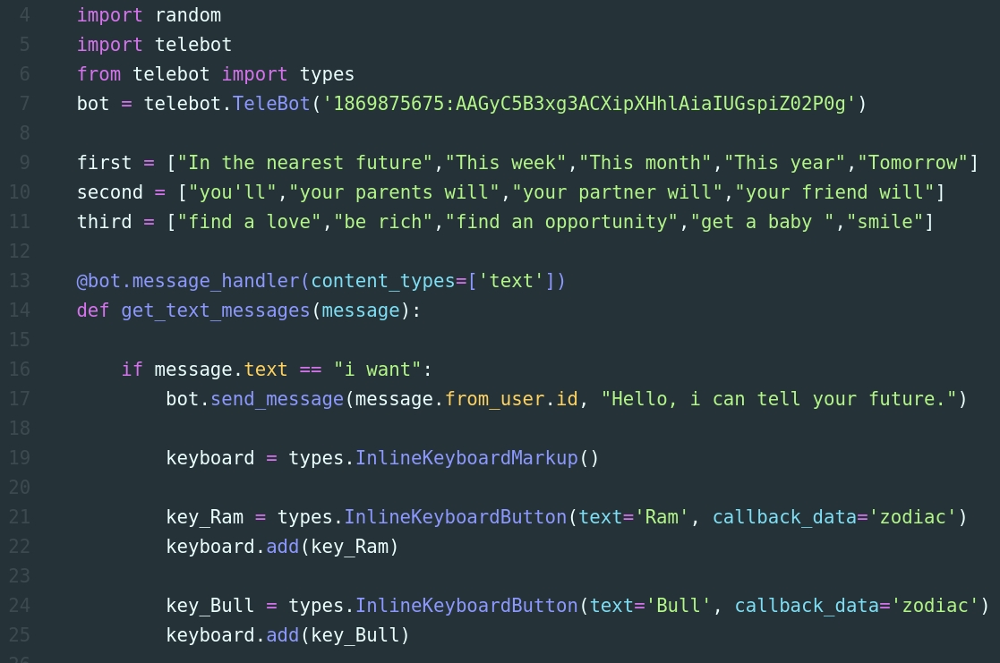 4 import random
5 import telebot
6 from telebot import types
7 bot = telebot.TeleBot('1869875675:AAGyC5B3xg3ACXipXHhlAiaIUGspiZ02P0g')
8
9 first = ["In the nearest future","This week","This month","This year","Tomorrow"]
10 second = ["you'll","your parents will","your partner will","your friend will"]
11 third = ["find a love","be rich","find an opportunity","get a baby ","smile"]
12
13 @bot.message_handler(content_types=['text'])
14 def get_text_messages(message):
15
16     if message.text == "i want":
17         bot.send_message(message.from_user.id, "Hello, i can tell your future.")
18
19         keyboard = types.InlineKeyboardMarkup()
20
21         key_Ram = types.InlineKeyboardButton(text='Ram', callback_data='zodiac')
22         keyboard.add(key_Ram)
23
24         key_Bull = types.InlineKeyboardButton(text='Bull', callback_data='zodiac')
25         keyboard.add(key_Bull)